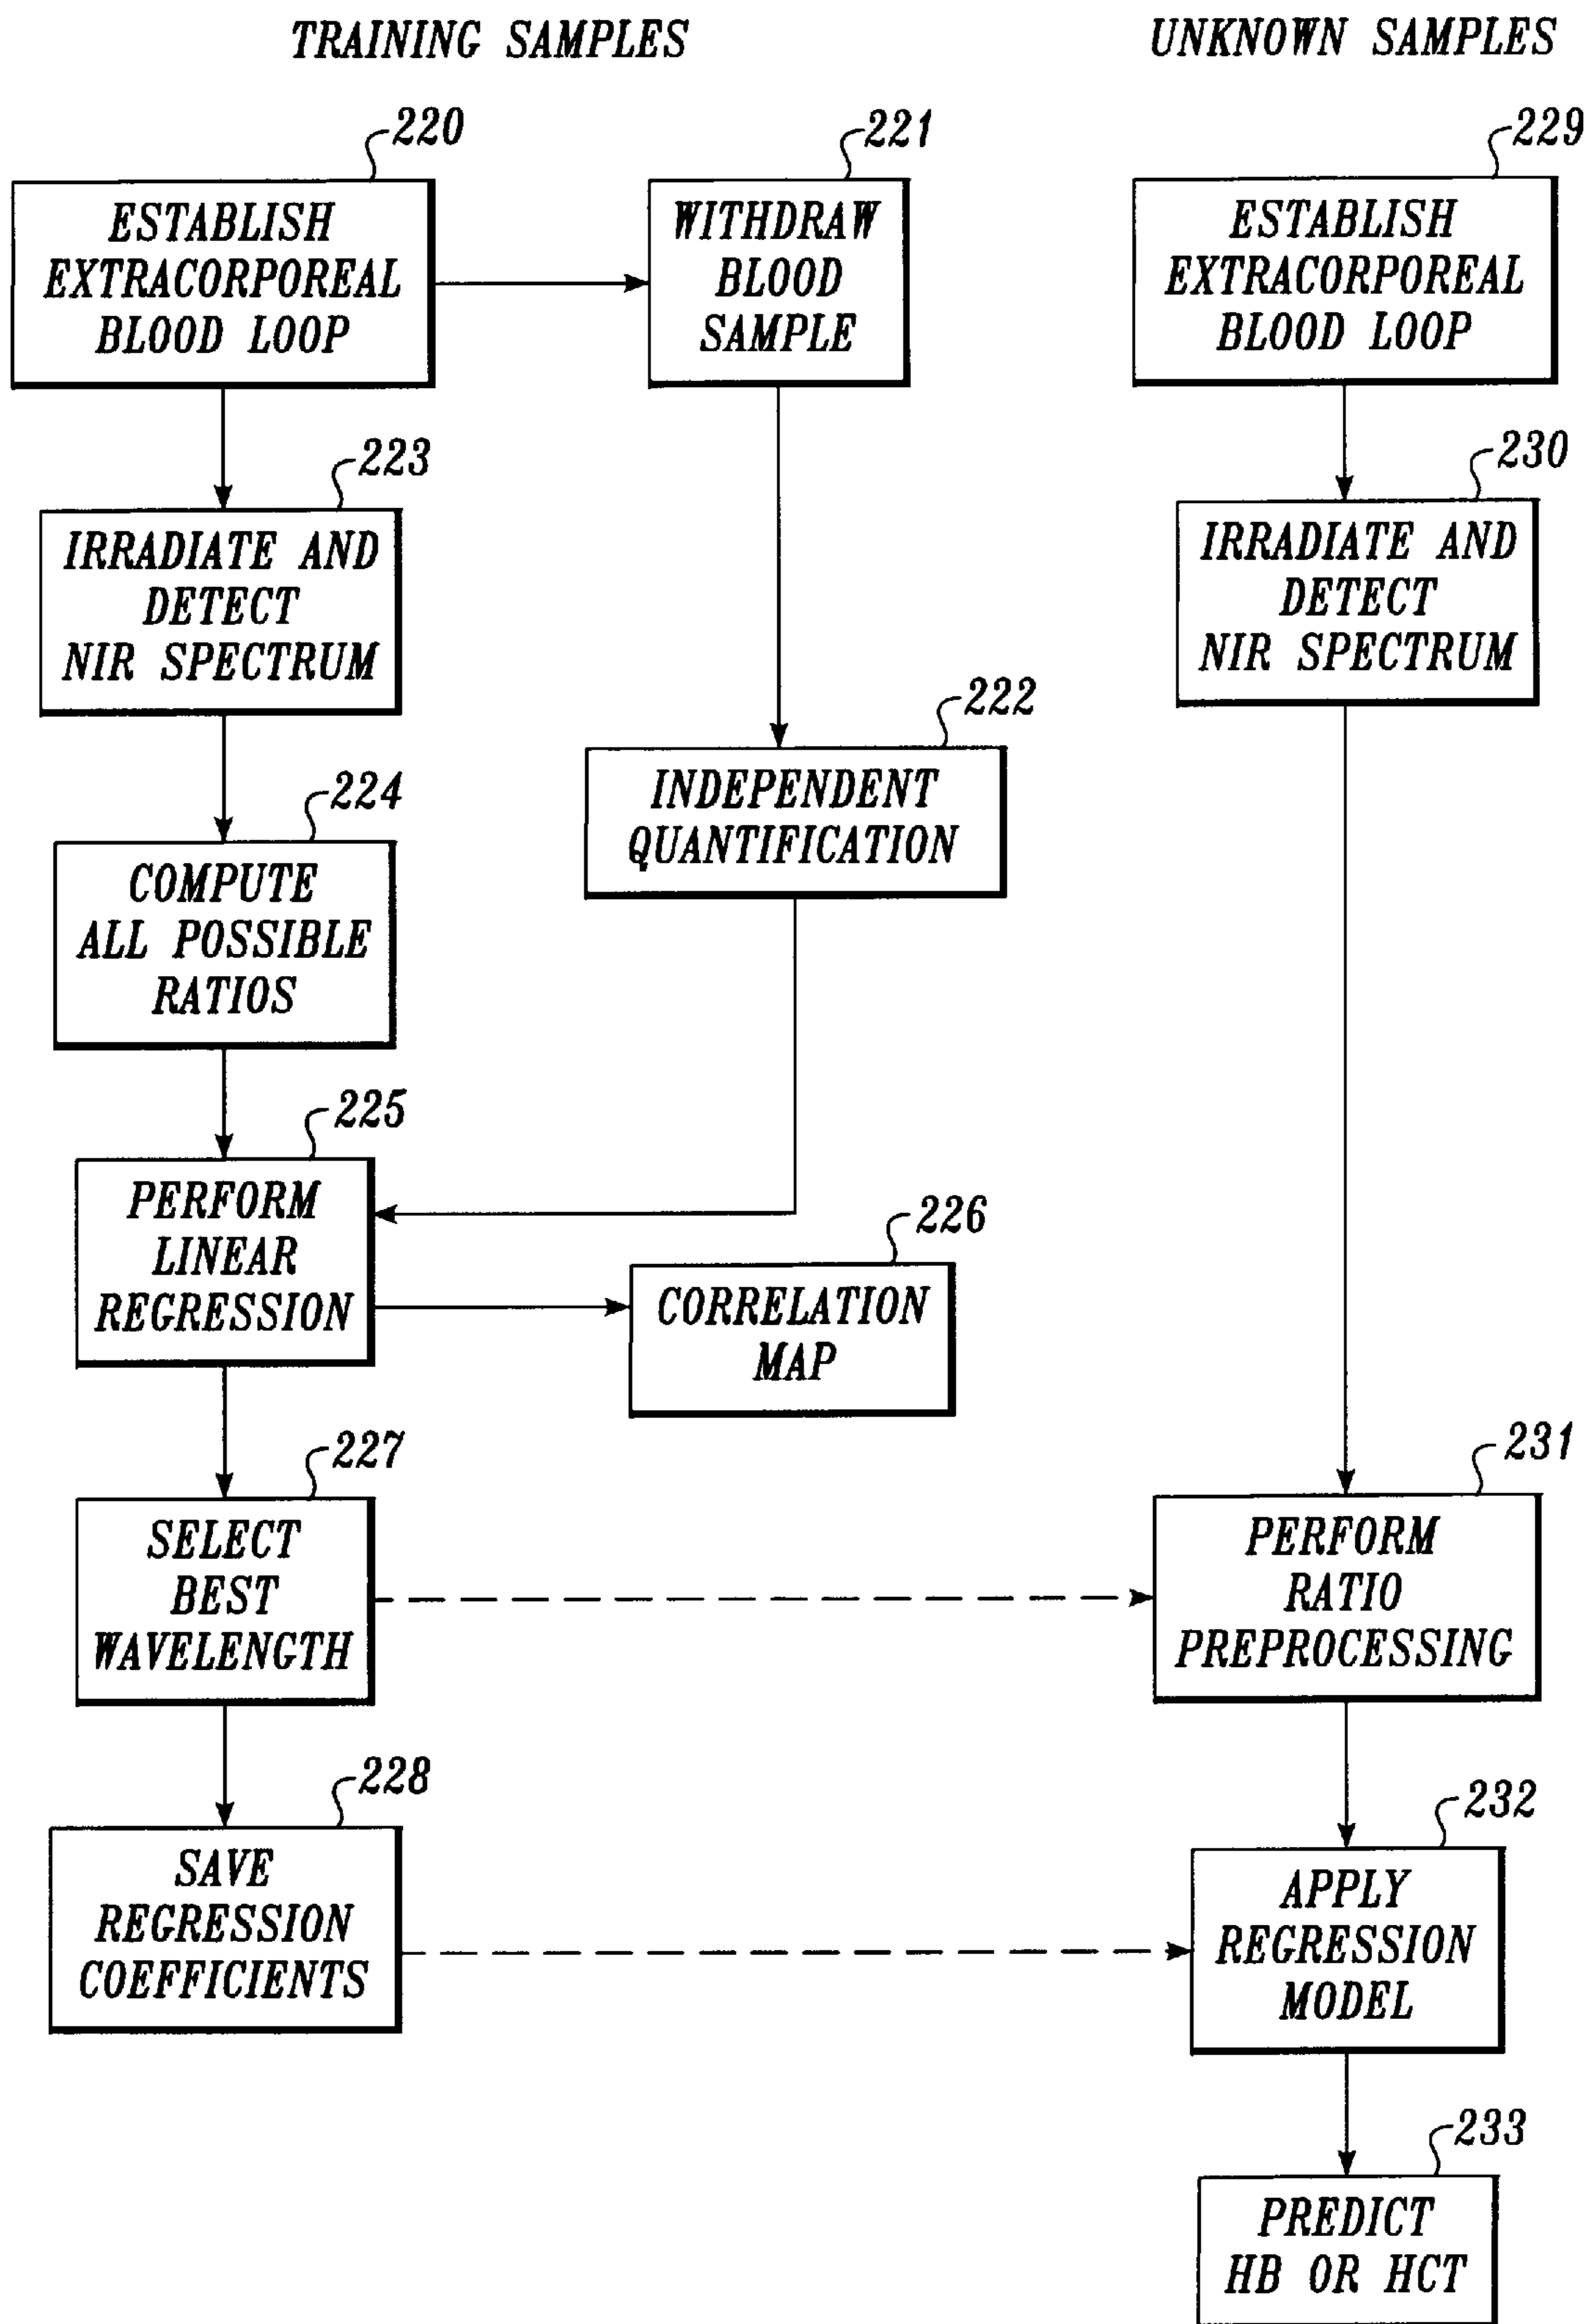 TRAINING SAMPLES
UNKNOWN SAMPLES
220
ESTABLISH
EXTRACORPOREAL
BLOOD LOOP
221
WITHDRAW
BLOOD
SAMPLE
229
ESTABLISH
EXTRACORPOREAL
BLOOD LOOP
223
IRRADIATE AND
DETECT
NIR SPECTRUM
230
IRRADIATE AND
DETECT
NIR SPECTRUM
222
INDEPENDENT
QUANTIFICATION
224
COMPUTE
ALL POSSIBLE
RATIOS
225
PERFORM
LINEAR
REGRESSION
226
CORRELATION
MAP
227
SELECT
BEST
WAVELENGTH
231
PERFORM
RATIO
PREPROCESSING
228
SAVE
REGRESSION
COEFFICIENTS
232
APPLY
REGRESSION
MODEL
233
PREDICT
HB OR HCT